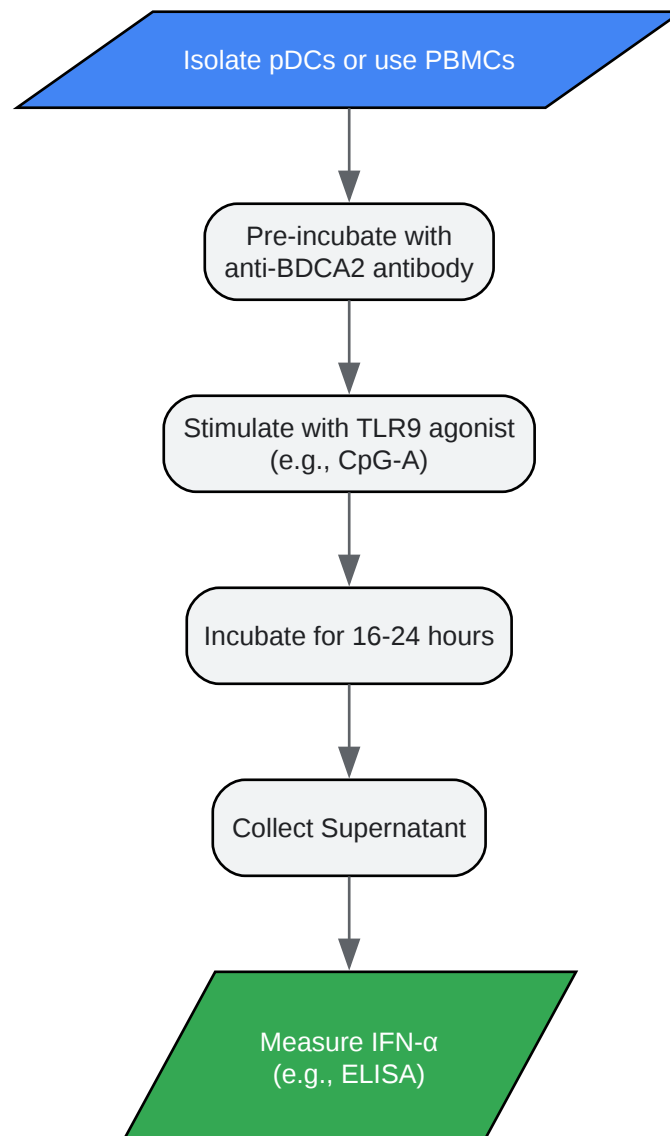 Isolate pDCs or use PBMCs
Pre-incubate with
anti-BDCA2 antibody
Stimulate with TLR9 agonist
(e.g., CpG-A)
Incubate for 16-24 hours
Collect Supernatant
Measure IFN-α
(e.g., ELISA)